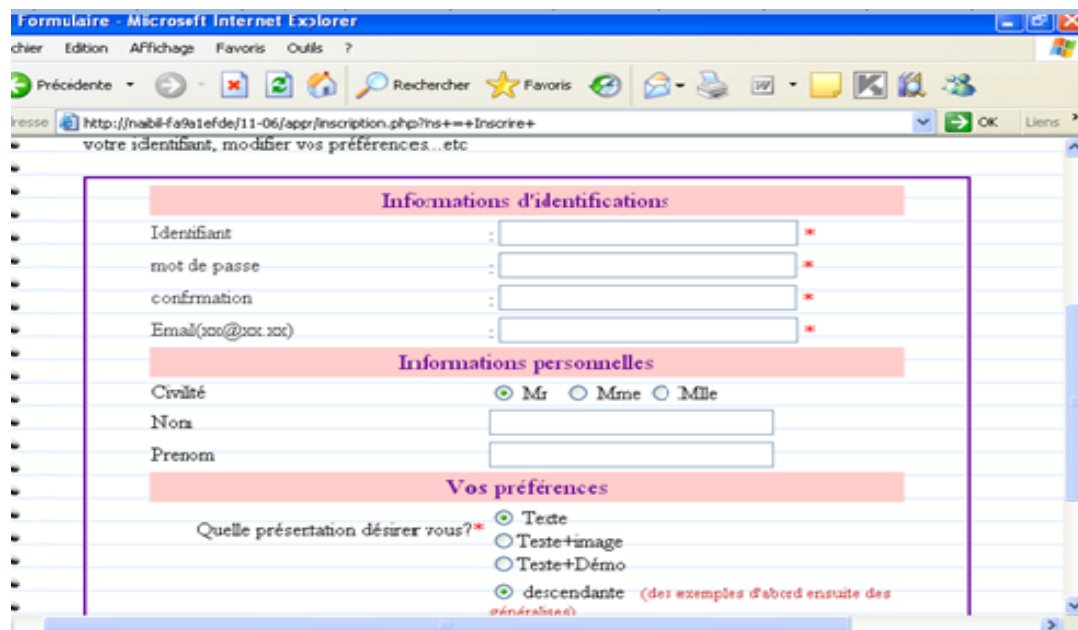 Formulaire - Microsoft Internet Explorer
chier Edition Affichage Favoris Outils ?
Précédente Rechercher Favoris
resse http://nabil-fa9a1efde/11-06/appr/inscription.php?ns+=+Inscrire+ OK Liens
votre identifiant, modifier vos préférences...etc
Informations d'identifications
Identifiant : *
mot de passe : *
confirmation : *
Email(xx@xx.xx) : *
Informations personnelles
Civilité Mr Mme Mlle
Nom
Prenom
Vos préférences
Quelle présentation désirer vous?* Texte
Texte+image
Texte+Démo
descendante (des exemples d'abord ensuite des
généralises)